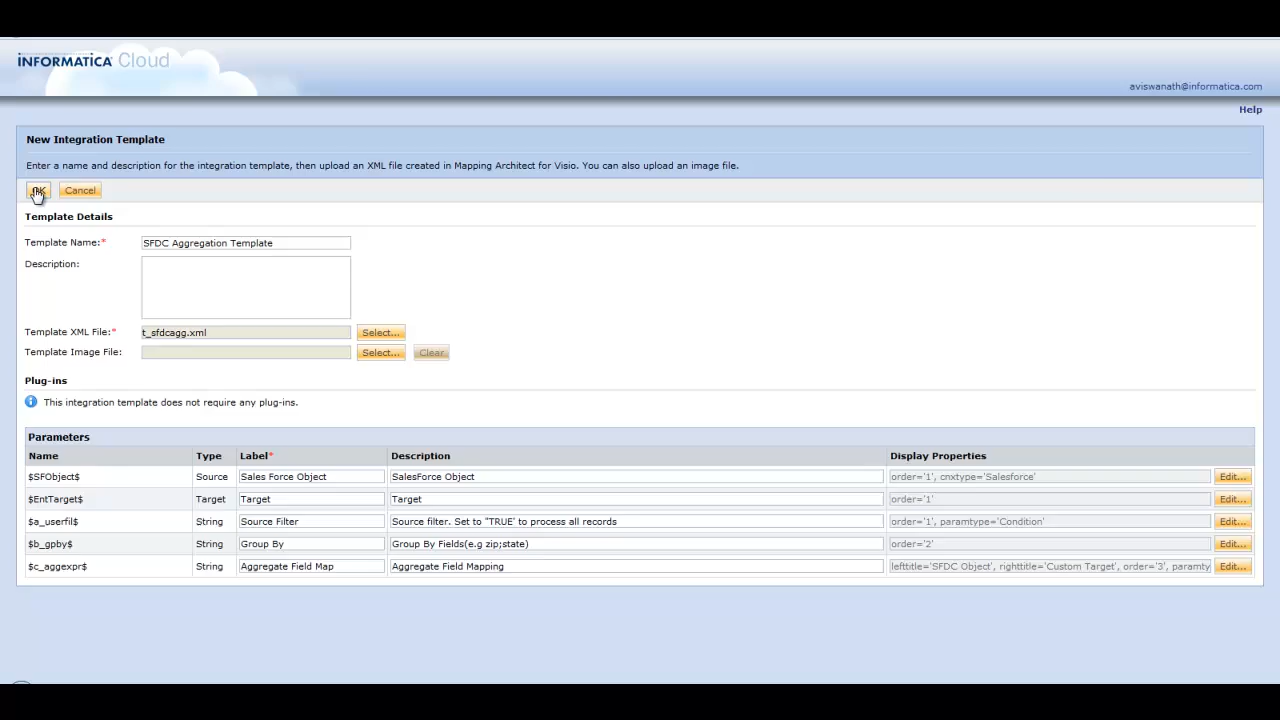 INFORMATICA Cloud
aviswanath@informatica.com
Help
New Integration Template
Enter a name and description for the integration template, then upload an XML file created in Mapping Architect for Visio. You can also upload an image file.
OK Cancel
Template Details
Template Name:* SFDC Aggregation Template
Description:
Template XML File:* t_sfdcagg.xml Select...
Template Image File: Select... Clear
Plug-ins
This integration template does not require any plug-ins.
Parameters
Name Type Label* Description Display Properties
$SFObject$ Source Sales Force Object SalesForce Object order='1', cnxtype='Salesforce' Edit...
$EntTarget$ Target Target Target order='1' Edit...
$a_userfil$ String Source Filter Source filter. Set to "TRUE' to process all records order='1', paramtype='Condition' Edit...
$b_gpby$ String Group By Group By Fields(e.g zip;state) order='2' Edit...
$c_aggexpr$ String Aggregate Field Map Aggregate Field Mapping lefttitle='SFDC Object', righttitle='Custom Target', order='3', paramty Edit...